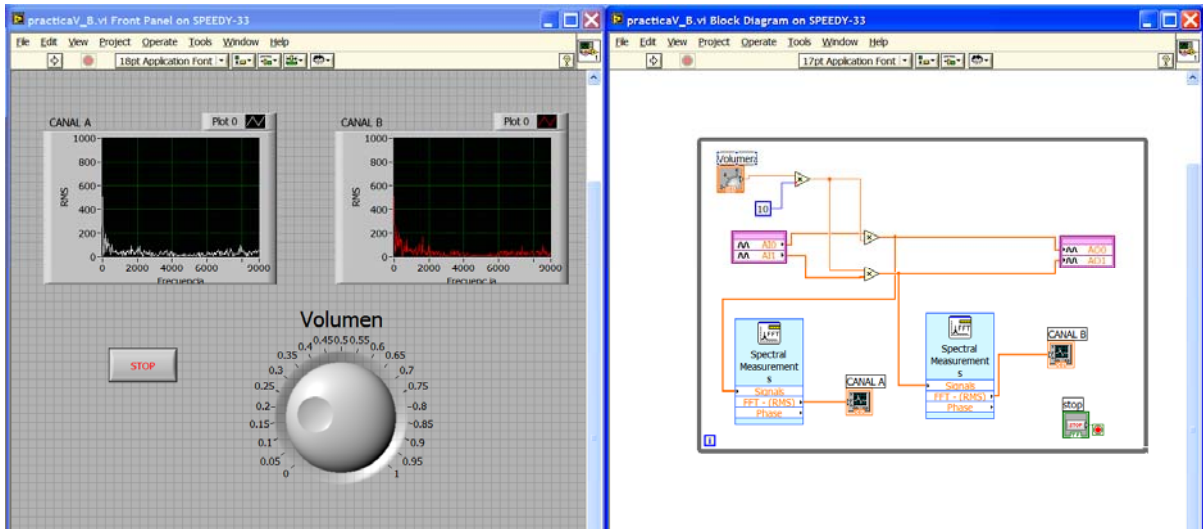 practicaV_B.vi Front Panel on SPEEDY-33
File Edit View Project Operate Tools Window Help
18pt Application Font
CANAL A
Plot 0
RMS
1000
800
600
400
200
0
0 2000 4000 6000 9000
Frecuencia
CANAL B
Plot 0
RMS
1000
800
600
400
200
0
0 2000 4000 6000 9000
Frecuencia
STOP
Volumen
0
0.05
0.1
0.15
0.2
0.25
0.3
0.35
0.4
0.45
0.5
0.55
0.6
0.65
0.7
0.75
0.8
0.85
0.9
0.95
1
practicaV_B.vi Block Diagram on SPEEDY-33
File Edit View Project Operate Tools Window Help
17pt Application Font
Volumen
10
AI0
AI1
AO0
AO1
FFT
Spectral
Measurement
s
Signals
FFT - (RMS)
Phase
CANAL A
FFT
Spectral
Measurement
s
Signals
FFT - (RMS)
Phase
CANAL B
stop
STOP
i